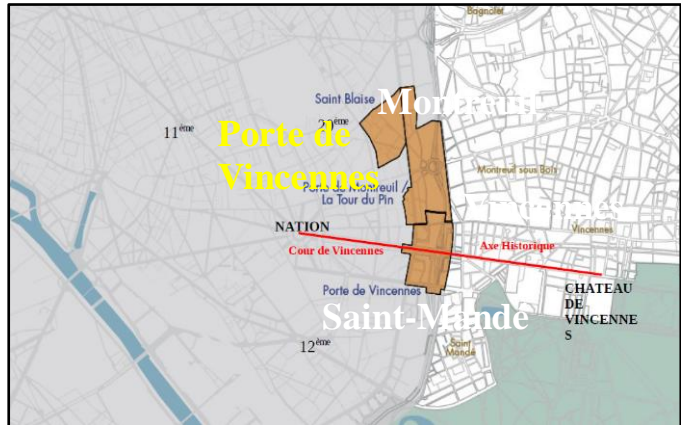 Bagnolet
Saint Blaise
Montreuil
11ème
20ème
Porte de
Vincennes
Montreuil sous Bois
Porte de Montreuil /
La Tour du Pin
Vincennes
Vincennes
NATION
Cour de Vincennes
Axe Historique
Porte de Vincennes
CHATEAU
DE
VINCENNE
S
Saint-Mandé
12ème
Saint
Mandé